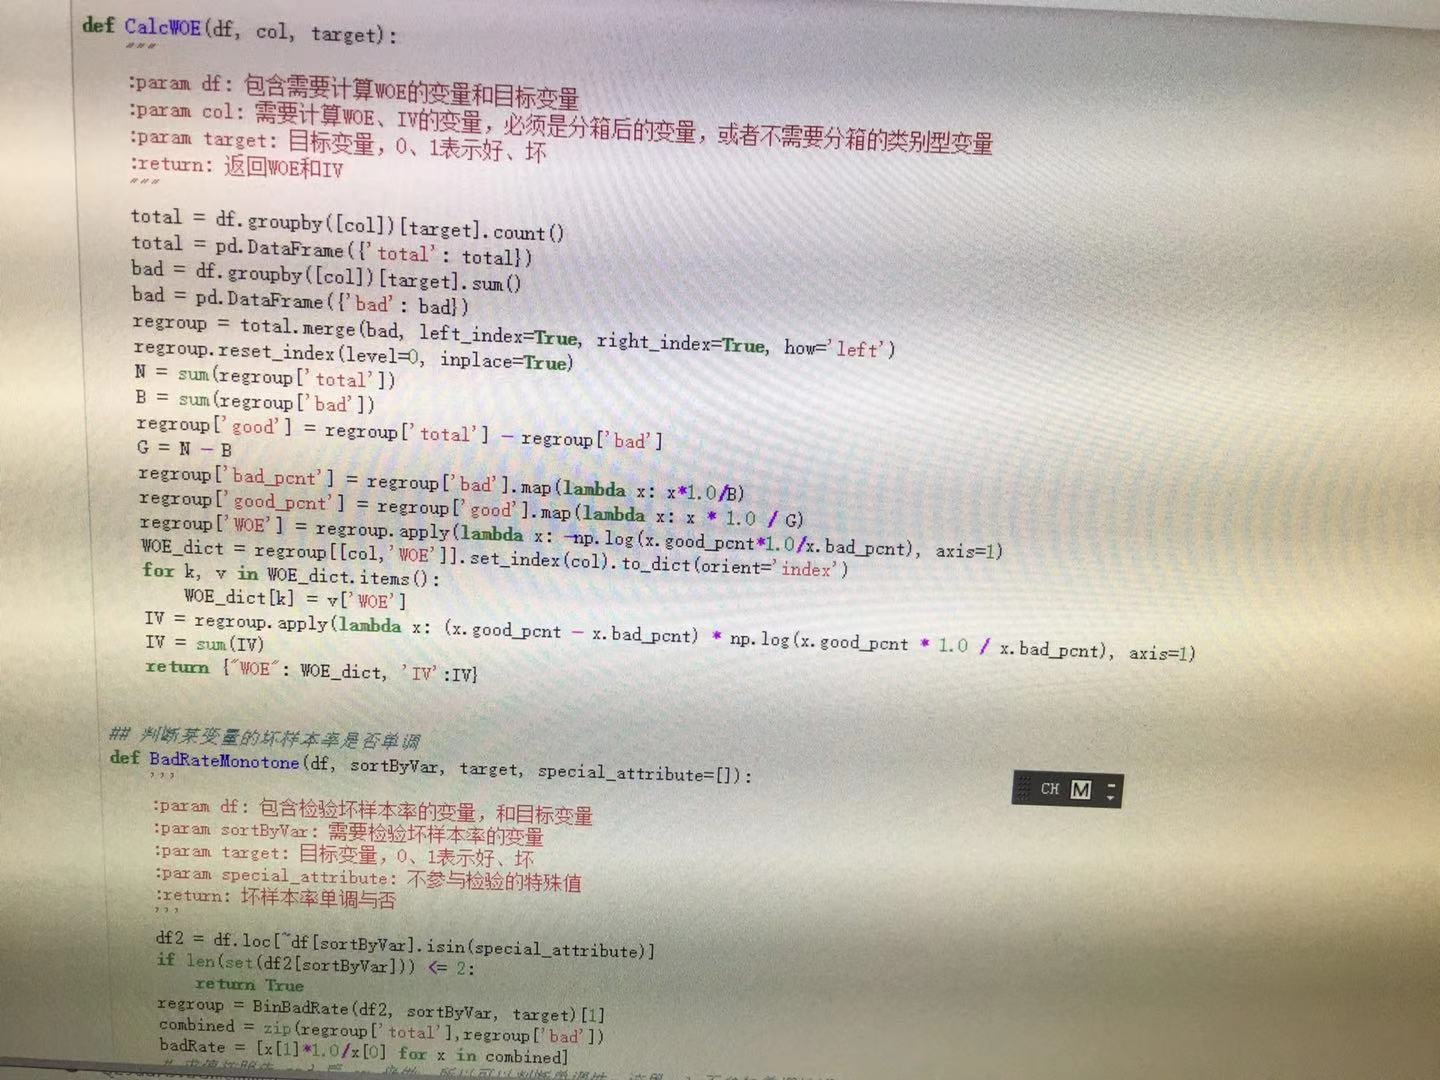 def CalcWOE(df, col, target):
"""
:param df: 包含需要计算WOE的变量和目标变量
:param col: 需要计算WOE、IV的变量，必须是分箱后的变量，或者不需要分箱的类别型变量
:param target: 目标变量，0、1表示好、坏
:return: 返回WOE和IV
"""
total = df.groupby([col])[target].count()
total = pd.DataFrame({'total': total})
bad = df.groupby([col])[target].sum()
bad = pd.DataFrame({'bad': bad})
regroup = total.merge(bad, left_index=True, right_index=True, how='left')
regroup.reset_index(level=0, inplace=True)
N = sum(regroup['total'])
B = sum(regroup['bad'])
regroup['good'] = regroup['total'] - regroup['bad']
G = N - B
regroup['bad_pcnt'] = regroup['bad'].map(lambda x: x*1.0/B)
regroup['good_pcnt'] = regroup['good'].map(lambda x: x * 1.0 / G)
regroup['WOE'] = regroup.apply(lambda x: -np.log(x.good_pcnt*1.0/x.bad_pcnt), axis=1)
WOE_dict = regroup[[col,'WOE']].set_index(col).to_dict(orient='index')
for k, v in WOE_dict.items():
WOE_dict[k] = v['WOE']
IV = regroup.apply(lambda x: (x.good_pcnt - x.bad_pcnt) * np.log(x.good_pcnt * 1.0 / x.bad_pcnt), axis=1)
IV = sum(IV)
return {"WOE": WOE_dict, 'IV':IV}
## 判断某变量的坏样本率是否单调
def BadRateMonotone(df, sortByVar, target, special_attribute=[]):
'''
:param df: 包含检验坏样本率的变量，和目标变量
:param sortByVar: 需要检验坏样本率的变量
:param target: 目标变量，0、1表示好、坏
:param special_attribute: 不参与检验的特殊值
:return: 坏样本率单调与否
'''
df2 = df.loc[~df[sortByVar].isin(special_attribute)]
if len(set(df2[sortByVar])) <= 2:
return True
regroup = BinBadRate(df2, sortByVar, target)[1]
combined = zip(regroup['total'],regroup['bad'])
badRate = [x[1]*1.0/x[0] for x in combined]
CH M